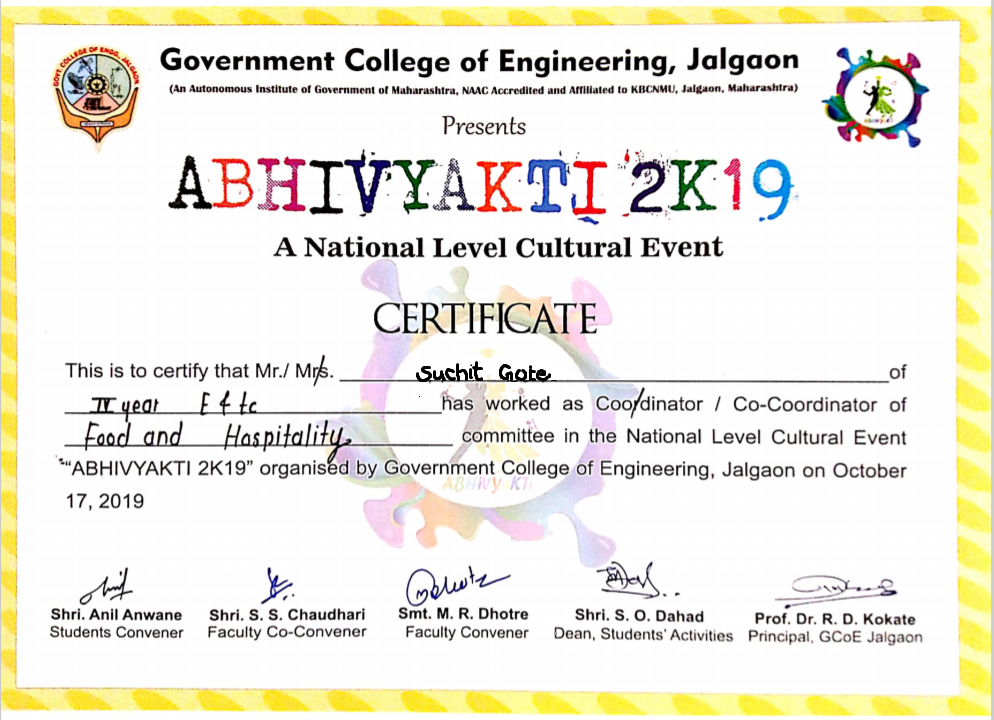 GOVT. COLLEGE OF ENGG., JALGAON
Government College of Engineering, Jalgaon
(An Autonomous Institute of Government of Maharashtra, NAAC Accredited and Affiliated to KBCNMU, Jalgaon, Maharashtra)
Presents
ABHIVYAKTI 2K19
A National Level Cultural Event
CERTIFICATE
This is to certify that Mr./ Mrs. Suchit Gote of
IV year E & tc has worked as Coordinator / Co-Coordinator of
Food and Hospitality committee in the National Level Cultural Event
"ABHIVYAKTI 2K19" organised by Government College of Engineering, Jalgaon on October
17, 2019
ABHIVYAKTI
Shri. Anil Anwane
Students Convener
Shri. S. S. Chaudhari
Faculty Co-Convener
Smt. M. R. Dhotre
Faculty Convener
Shri. S. O. Dahad
Dean, Students' Activities
Prof. Dr. R. D. Kokate
Principal, GCoE Jalgaon